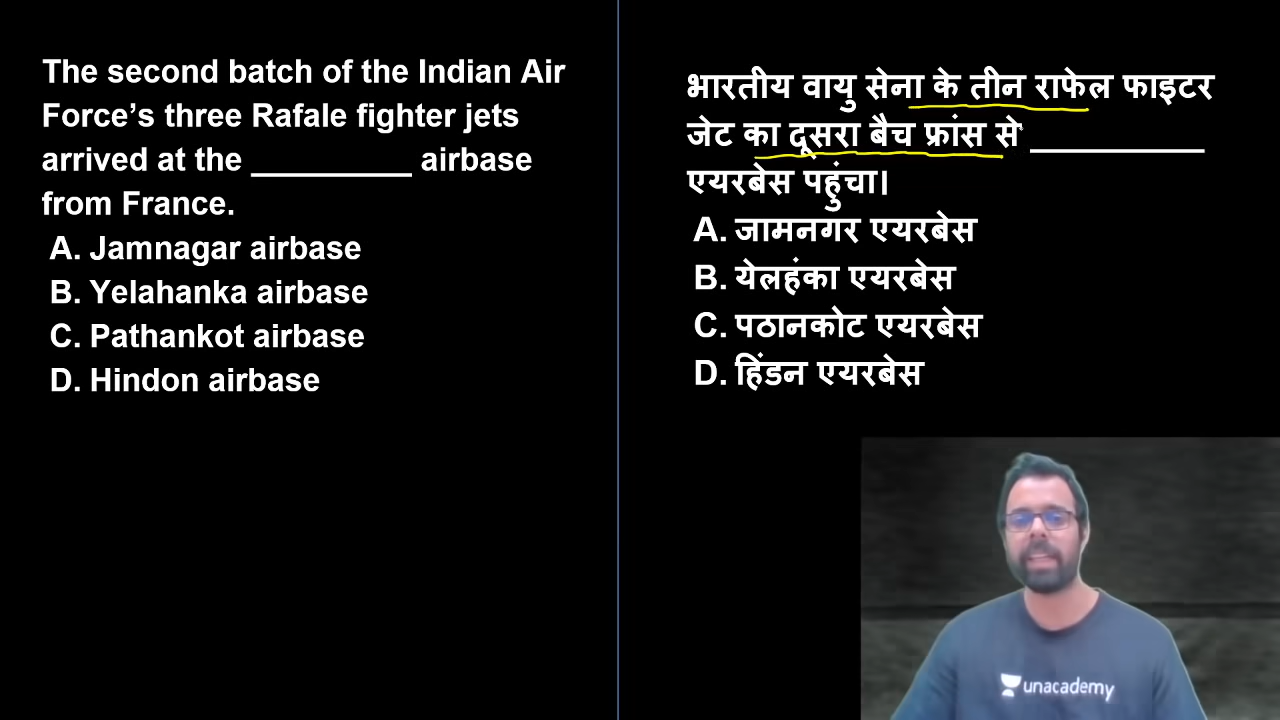 The second batch of the Indian Air
Force’s three Rafale fighter jets
arrived at the _________ airbase
from France.
A. Jamnagar airbase
B. Yelahanka airbase
C. Pathankot airbase
D. Hindon airbase
भारतीय वायु सेना के तीन राफेल फाइटर
जेट का दूसरा बैच फ्रांस से __________
एयरबेस पहुंचा।
A. जामनगर एयरबेस
B. येलहंका एयरबेस
C. पठानकोट एयरबेस
D. हिंडन एयरबेस
unacademy